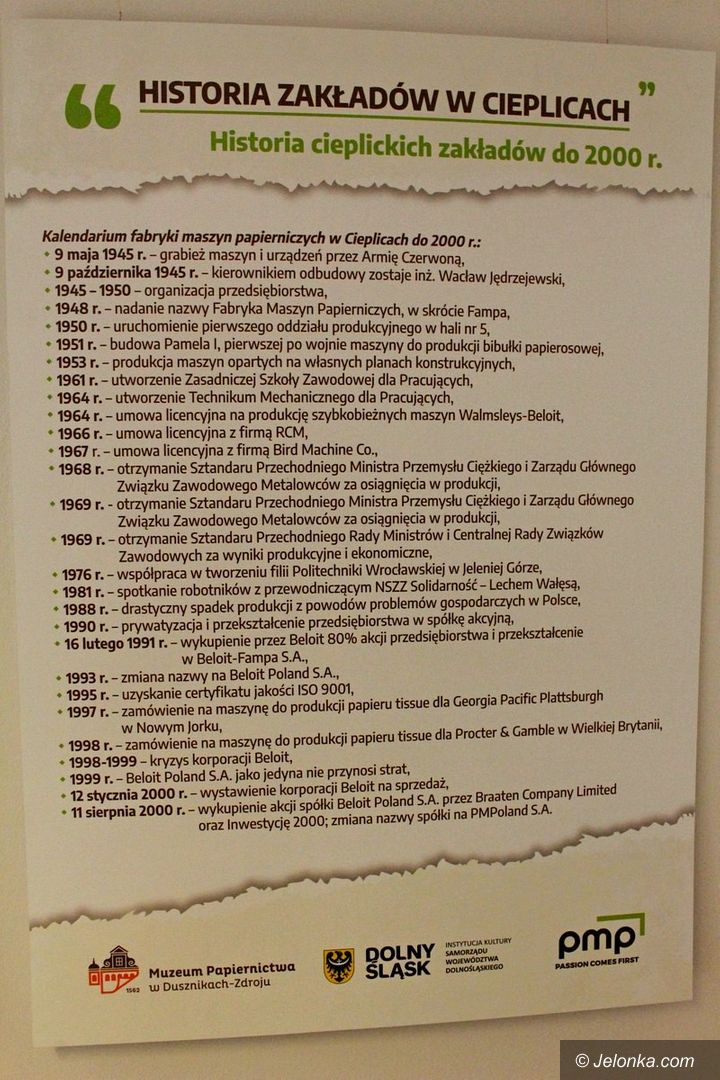 “ HISTORIA ZAKŁADÓW W CIEPLICACH ”
Historia cieplickich zakładów do 2000 r.
Kalendarium fabryki maszyn papierniczych w Cieplicach do 2000 r.:
• 9 maja 1945 r. – grabież maszyn i urządzeń przez Armię Czerwoną,
• 9 października 1945 r. – kierownikiem odbudowy zostaje inż. Wacław Jędrzejewski,
• 1945 – 1950 – organizacja przedsiębiorstwa,
• 1948 r. – nadanie nazwy Fabryka Maszyn Papierniczych, w skrócie Fampa,
• 1950 r. – uruchomienie pierwszego oddziału produkcyjnego w hali nr 5,
• 1951 r. – budowa Pamela I, pierwszej po wojnie maszyny do produkcji bibułki papierosowej,
• 1953 r. – produkcja maszyn opartych na własnych planach konstrukcyjnych,
• 1961 r. – utworzenie Zasadniczej Szkoły Zawodowej dla Pracujących,
• 1964 r. – utworzenie Technikum Mechanicznego dla Pracujących,
• 1964 r. – umowa licencyjna na produkcję szybkobieżnych maszyn Walmsleys-Beloit,
• 1966 r. – umowa licencyjna z firmą RCM,
• 1967 r. – umowa licencyjna z firmą Bird Machine Co.,
• 1968 r. – otrzymanie Sztandaru Przechodniego Ministra Przemysłu Ciężkiego i Zarządu Głównego
Związku Zawodowego Metalowców za osiągnięcia w produkcji,
• 1969 r. - otrzymanie Sztandaru Przechodniego Ministra Przemysłu Ciężkiego i Zarządu Głównego
Związku Zawodowego Metalowców za osiągnięcia w produkcji,
• 1969 r. – otrzymanie Sztandaru Przechodniego Rady Ministrów i Centralnej Rady Związków
Zawodowych za wyniki produkcyjne i ekonomiczne,
• 1976 r. – współpraca w tworzeniu filii Politechniki Wrocławskiej w Jeleniej Górze,
• 1981 r. – spotkanie robotników z przewodniczącym NSZZ Solidarność – Lechem Wałęsą,
• 1988 r. – drastyczny spadek produkcji z powodów problemów gospodarczych w Polsce,
• 1990 r. – prywatyzacja i przekształcenie przedsiębiorstwa w spółkę akcyjną,
• 16 lutego 1991 r. – wykupienie przez Beloit 80% akcji przedsiębiorstwa i przekształcenie
w Beloit-Fampa S.A.,
• 1993 r. – zmiana nazwy na Beloit Poland S.A.,
• 1995 r. – uzyskanie certyfikatu jakości ISO 9001,
• 1997 r. – zamówienie na maszynę do produkcji papieru tissue dla Georgia Pacific Plattsburgh
w Nowym Jorku,
• 1998 r. – zamówienie na maszynę do produkcji papieru tissue dla Procter & Gamble w Wielkiej Brytanii,
• 1998-1999 – kryzys korporacji Beloit,
• 1999 r. – Beloit Poland S.A. jako jedyna nie przynosi strat,
• 12 stycznia 2000 r. – wystawienie korporacji Beloit na sprzedaż,
• 11 sierpnia 2000 r. – wykupienie akcji spółki Beloit Poland S.A. przez Braaten Company Limited
oraz Inwestycję 2000; zmiana nazwy spółki na PMPoland S.A.
1562
Muzeum Papiernictwa
w Dusznikach-Zdroju
DOLNY
ŚLĄSK
INSTYTUCJA KULTURY
SAMORZĄDU
WOJEWÓDZTWA
DOLNOŚLĄSKIEGO
pmp
PASSION COMES FIRST
© Jelonka.com